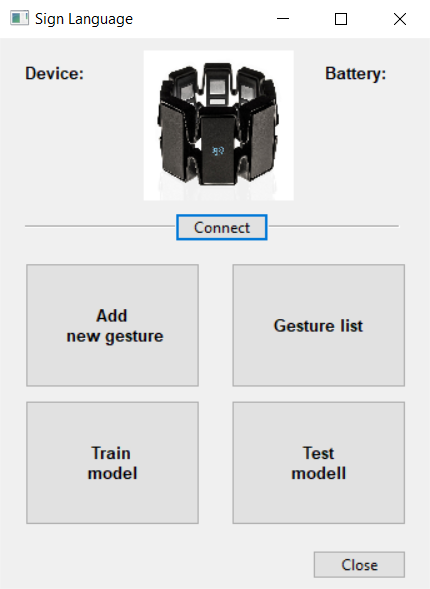 Sign Language
Device:
Battery:
Connect
Add
new gesture
Gesture list
Train
model
Test
modell
Close